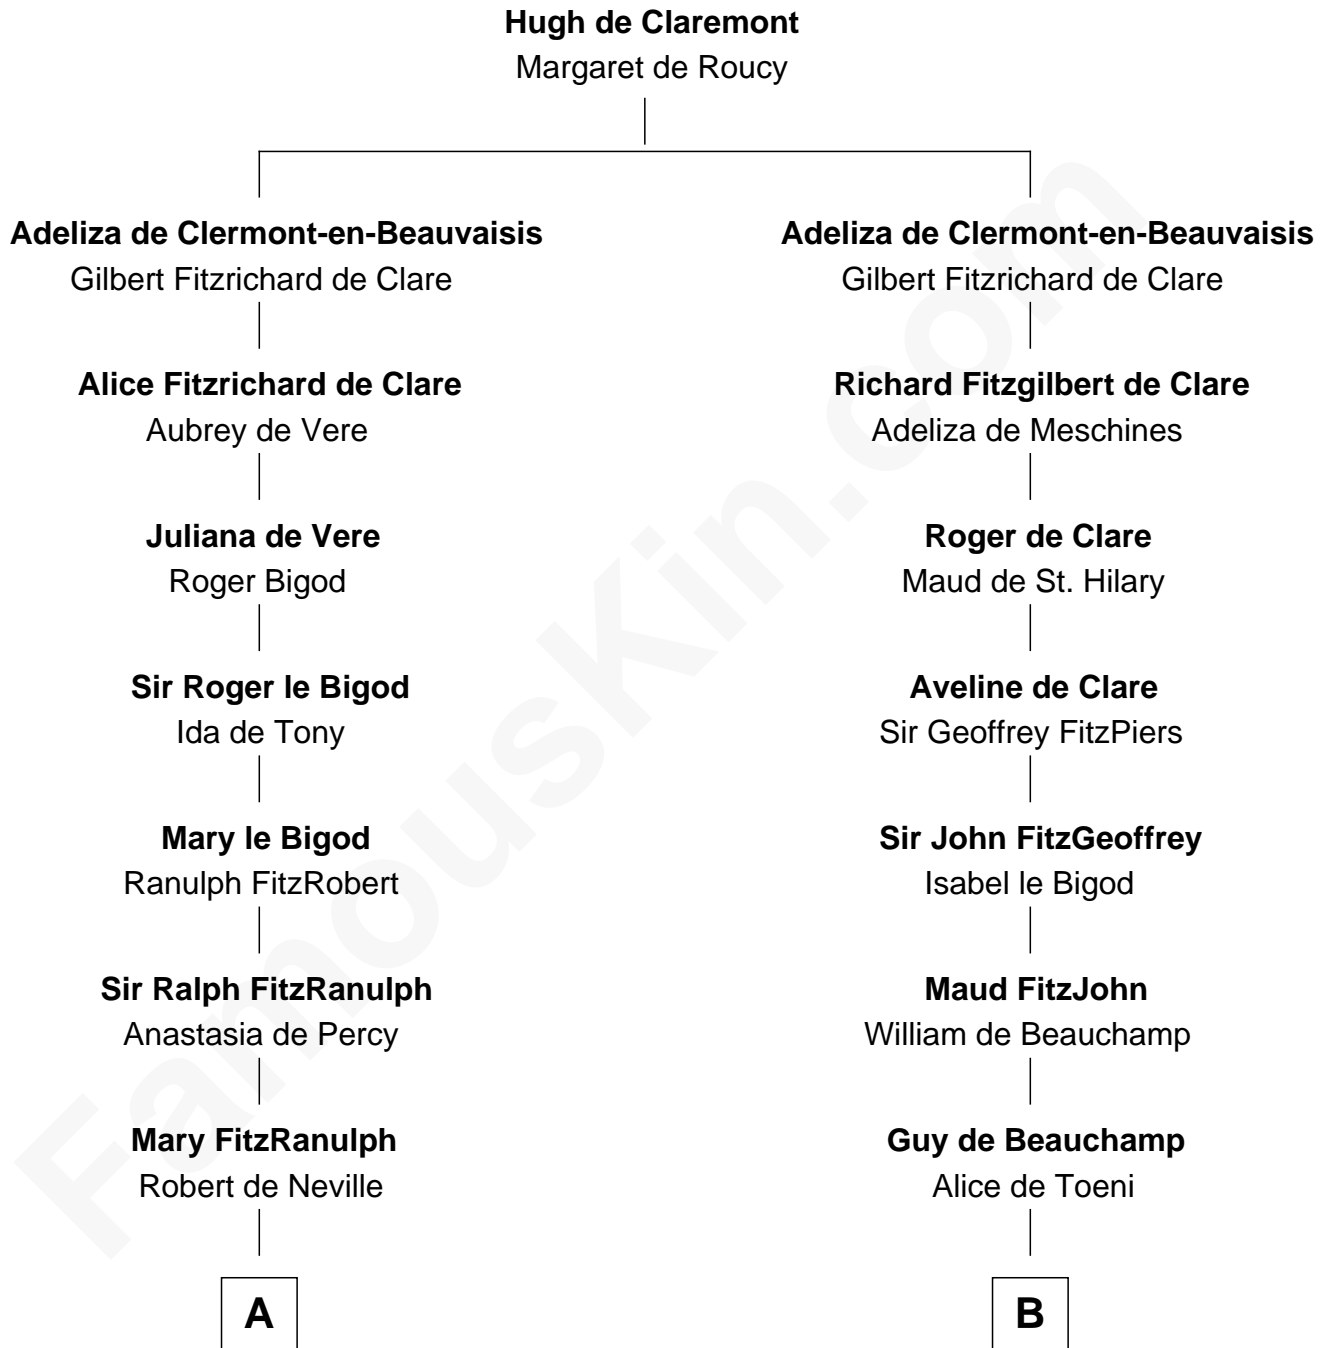 Hugh de Claremont
Margaret de Roucy
Adeliza de Clermont-en-Beauvaisis
Gilbert Fitzrichard de Clare
Alice Fitzrichard de Clare
Aubrey de Vere
Juliana de Vere
Roger Bigod
Sir Roger le Bigod
Ida de Tony
Mary le Bigod
Ranulph FitzRobert
Sir Ralph FitzRanulph
Anastasia de Percy
Mary FitzRanulph
Robert de Neville
A
Adeliza de Clermont-en-Beauvaisis
Gilbert Fitzrichard de Clare
Richard Fitzgilbert de Clare
Adeliza de Meschines
Roger de Clare
Maud de St. Hilary
Aveline de Clare
Sir Geoffrey FitzPiers
Sir John FitzGeoffrey
Isabel le Bigod
Maud FitzJohn
William de Beauchamp
Guy de Beauchamp
Alice de Toeni
B
FamousKin.com